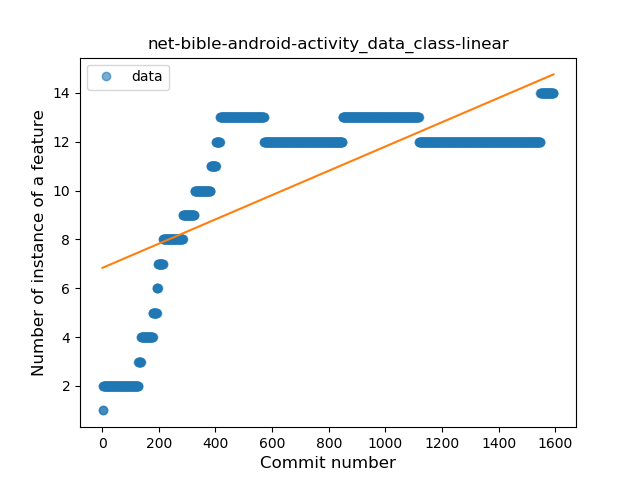 net-bible-android-activity_data_class-linear
data
Number of instance of a feature
14
12
10
8
6
4
2
0 200 400 600 800 1000 1200 1400 1600
Commit number